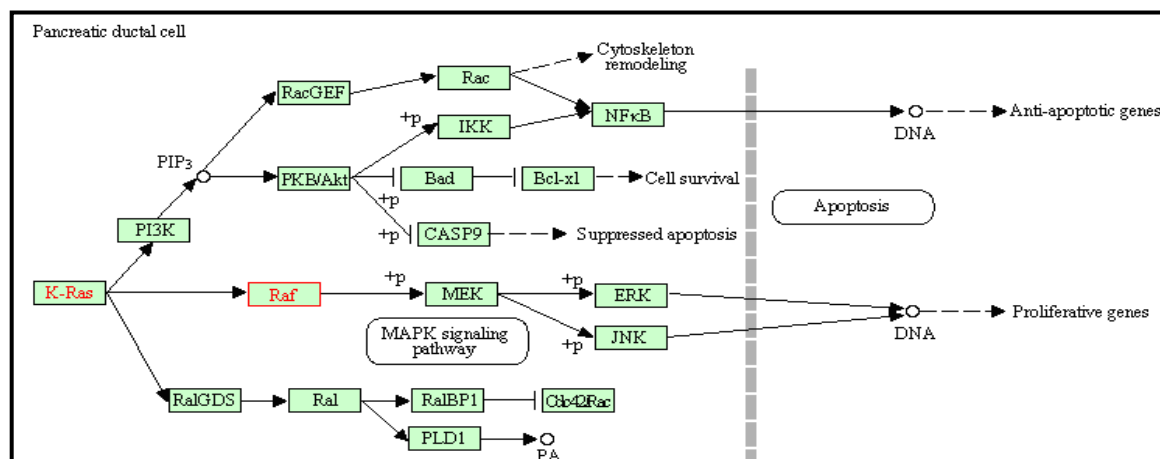 Pancreatic ductal cell
Cytoskeleton
remodeling
RacGEF
Rac
NFκB
DNA
Anti-apoptotic genes
+p
IKK
PIP3
PKB/Akt
Bad
Bcl-xl
Cell survival
+p
Apoptosis
+p
CASP9
Suppressed apoptosis
PI3K
K-Ras
Raf
+p
MEK
+p
ERK
DNA
Proliferative genes
MAPK signaling
pathway
+p
JNK
RalGDS
Ral
RalBP1
Cdc42/Rac
PLD1
PA